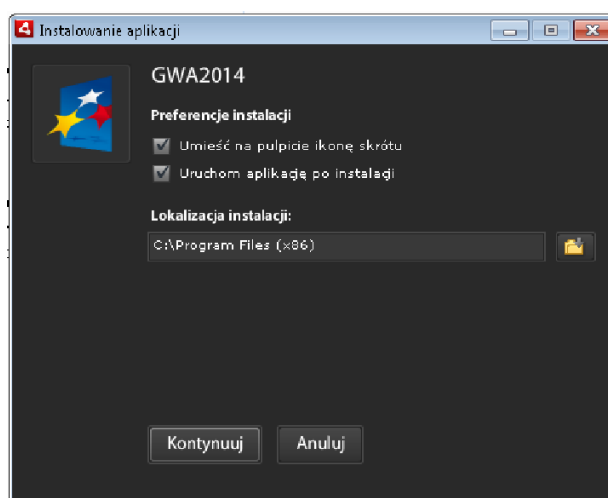 Instalowanie aplikacji
GWA2014
Preferencje instalacji
Umieść na pulpicie ikonę skrótu
Uruchom aplikację po instalacji
Lokalizacja instalacji:
C:\Program Files (x86)
Kontynuuj
Anuluj